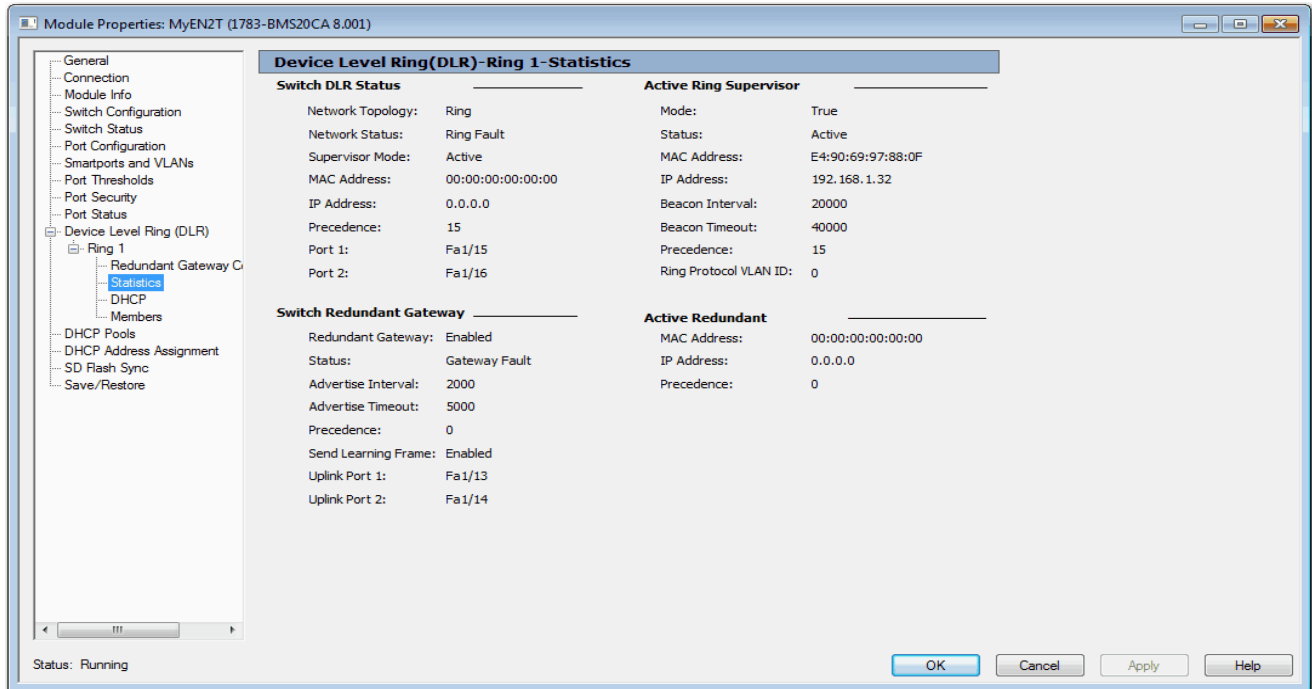 Module Properties: MyEN2T (1783-BMS20CA 8.001)
General
Connection
Module Info
Switch Configuration
Switch Status
Port Configuration
Smartports and VLANs
Port Thresholds
Port Security
Port Status
Device Level Ring (DLR)
Ring 1
Redundant Gateway C
Statistics
DHCP
Members
DHCP Pools
DHCP Address Assignment
SD Flash Sync
Save/Restore
Device Level Ring(DLR)-Ring 1-Statistics
Switch DLR Status
Network Topology: Ring
Network Status: Ring Fault
Supervisor Mode: Active
MAC Address: 00:00:00:00:00:00
IP Address: 0.0.0.0
Precedence: 15
Port 1: Fa1/15
Port 2: Fa1/16
Active Ring Supervisor
Mode: True
Status: Active
MAC Address: E4:90:69:97:88:0F
IP Address: 192.168.1.32
Beacon Interval: 20000
Beacon Timeout: 40000
Precedence: 15
Ring Protocol VLAN ID: 0
Switch Redundant Gateway
Redundant Gateway: Enabled
Status: Gateway Fault
Advertise Interval: 2000
Advertise Timeout: 5000
Precedence: 0
Send Learning Frame: Enabled
Uplink Port 1: Fa1/13
Uplink Port 2: Fa1/14
Active Redundant
MAC Address: 00:00:00:00:00:00
IP Address: 0.0.0.0
Precedence: 0
Status: Running
OK
Cancel
Apply
Help